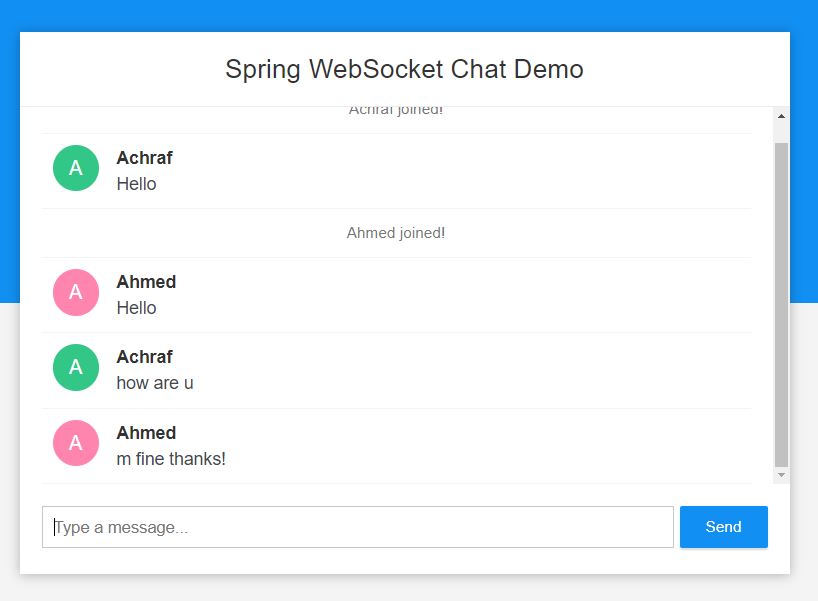 Spring WebSocket Chat Demo
Achraf joined!
A
Achraf
Hello
Ahmed joined!
A
Ahmed
Hello
A
Achraf
how are u
A
Ahmed
m fine thanks!
Type a message...
Send